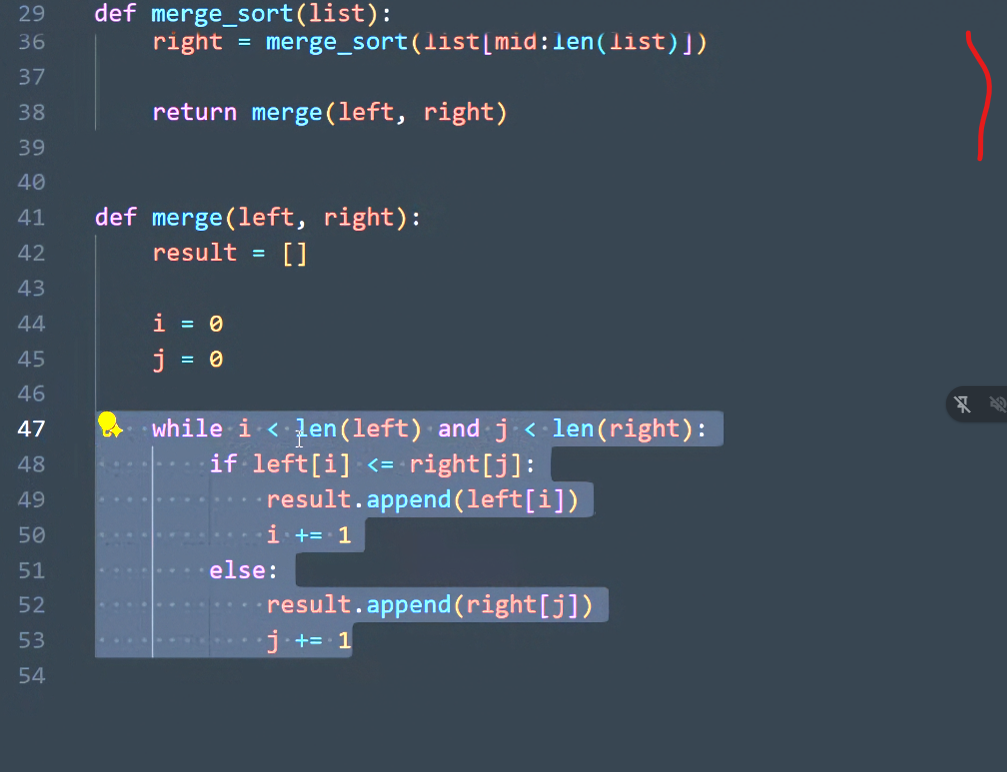 29 def merge_sort(list):
36 right = merge_sort(list[mid:len(list)])
37
38 return merge(left, right)
39
40
41 def merge(left, right):
42 result = []
43
44 i = 0
45 j = 0
46
47 while i < len(left) and j < len(right):
48 if left[i] <= right[j]:
49 result.append(left[i])
50 i += 1
51 else:
52 result.append(right[j])
53 j += 1
54